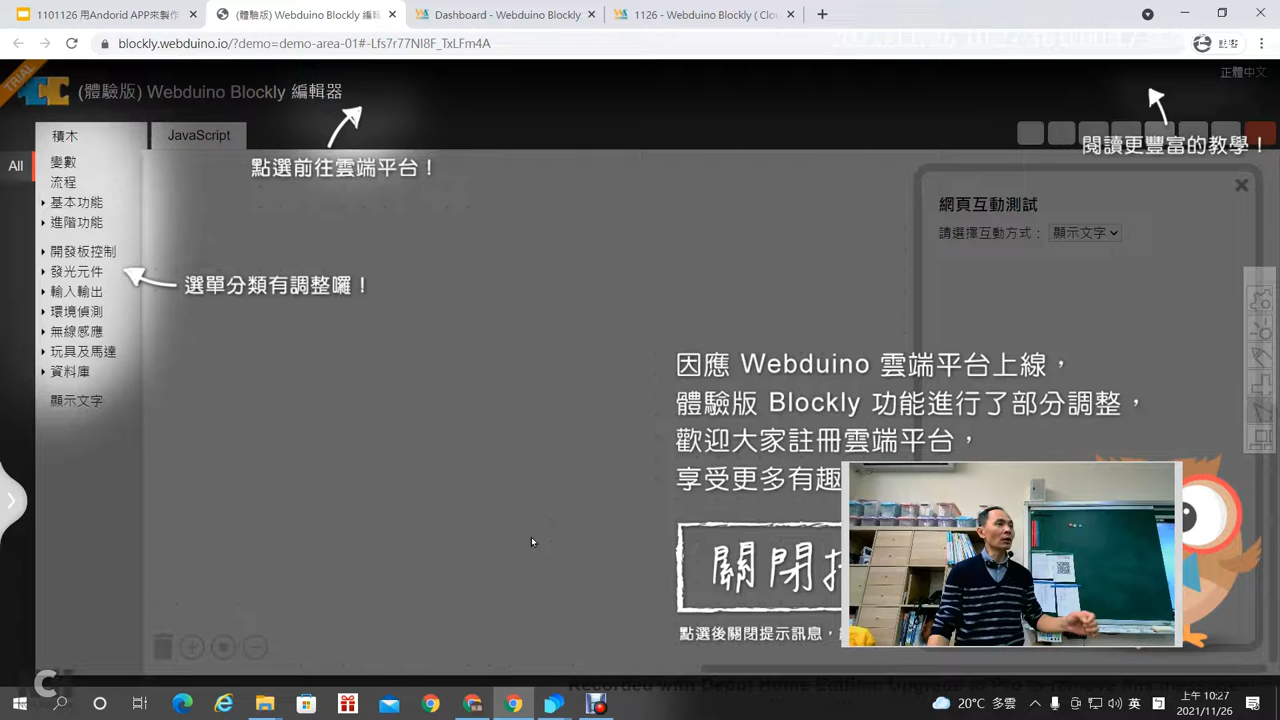 1101126 用Andorid APP來製作
(體驗版) Webduino Blockly 編輯
Dashboard - Webduino Blockly
1126 - Webduino Blockly ( Clou
blockly.webduino.io/?demo=demo-area-01#-Lfs7r77NI8F_TxLFm4A
TRIAL
(體驗版) Webduino Blockly 編輯器
正體中文
積木
JavaScript
點選前往雲端平台！
閱讀更豐富的教學！
All
變數
流程
基本功能
進階功能
開發板控制
發光元件
輸入輸出
環境偵測
無線感應
玩具及馬達
資料庫
顯示文字
選單分類有調整囉！
網頁互動測試
請選擇互動方式： 顯示文字
因應 Webduino 雲端平台上線，
體驗版 Blockly 功能進行了部分調整，
歡迎大家註冊雲端平台，
享受更多有趣
關閉
點選後關閉提示訊息，
20°C 多雲
英
上午 10:27
2021/11/26